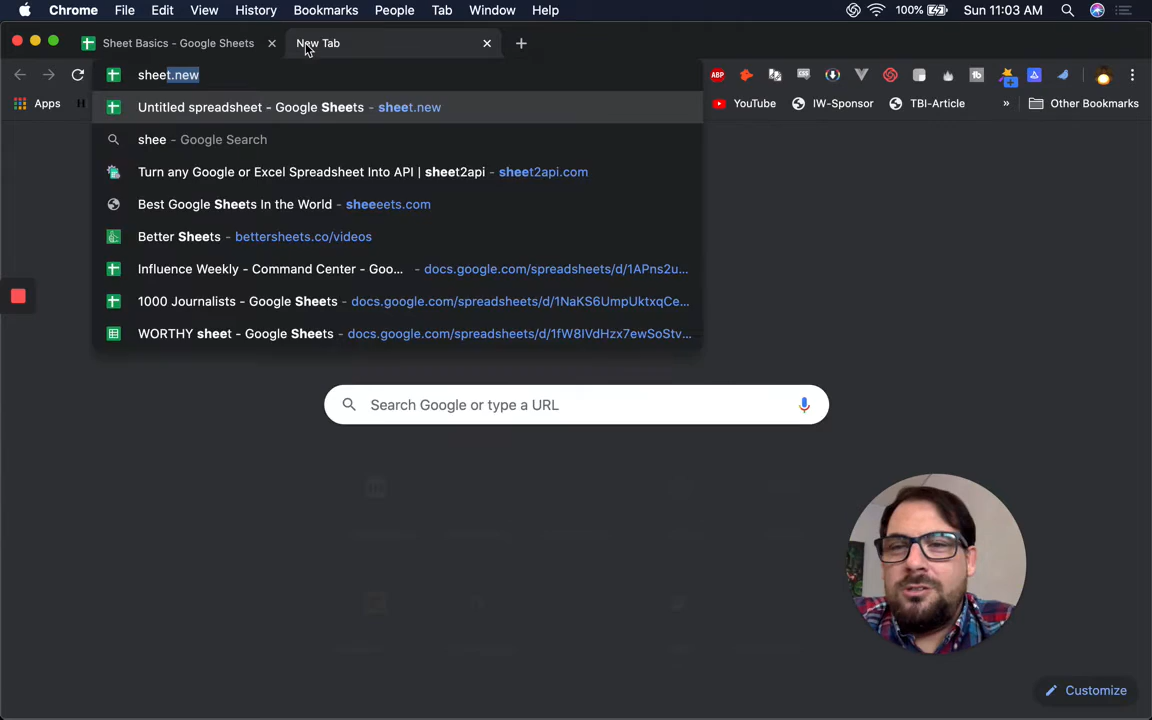 Chrome File Edit View History Bookmarks People Tab Window Help 100% Sun 11:03 AM
Sheet Basics - Google Sheets New Tab
sheet.new ABP CSS tb
Apps H YouTube IW-Sponsor TBI-Article » Other Bookmarks
Untitled spreadsheet - Google Sheets - sheet.new
shee - Google Search
Turn any Google or Excel Spreadsheet Into API | sheet2api - sheet2api.com
Best Google Sheets In the World - sheeeets.com
Better Sheets - bettersheets.co/videos
Influence Weekly - Command Center - Goo... - docs.google.com/spreadsheets/d/1APns2u...
1000 Journalists - Google Sheets - docs.google.com/spreadsheets/d/1NaKS6UmpUktxqCe...
WORTHY sheet - Google Sheets - docs.google.com/spreadsheets/d/1fW8IVdHzx7ewSoStv...
Search Google or type a URL
Customize